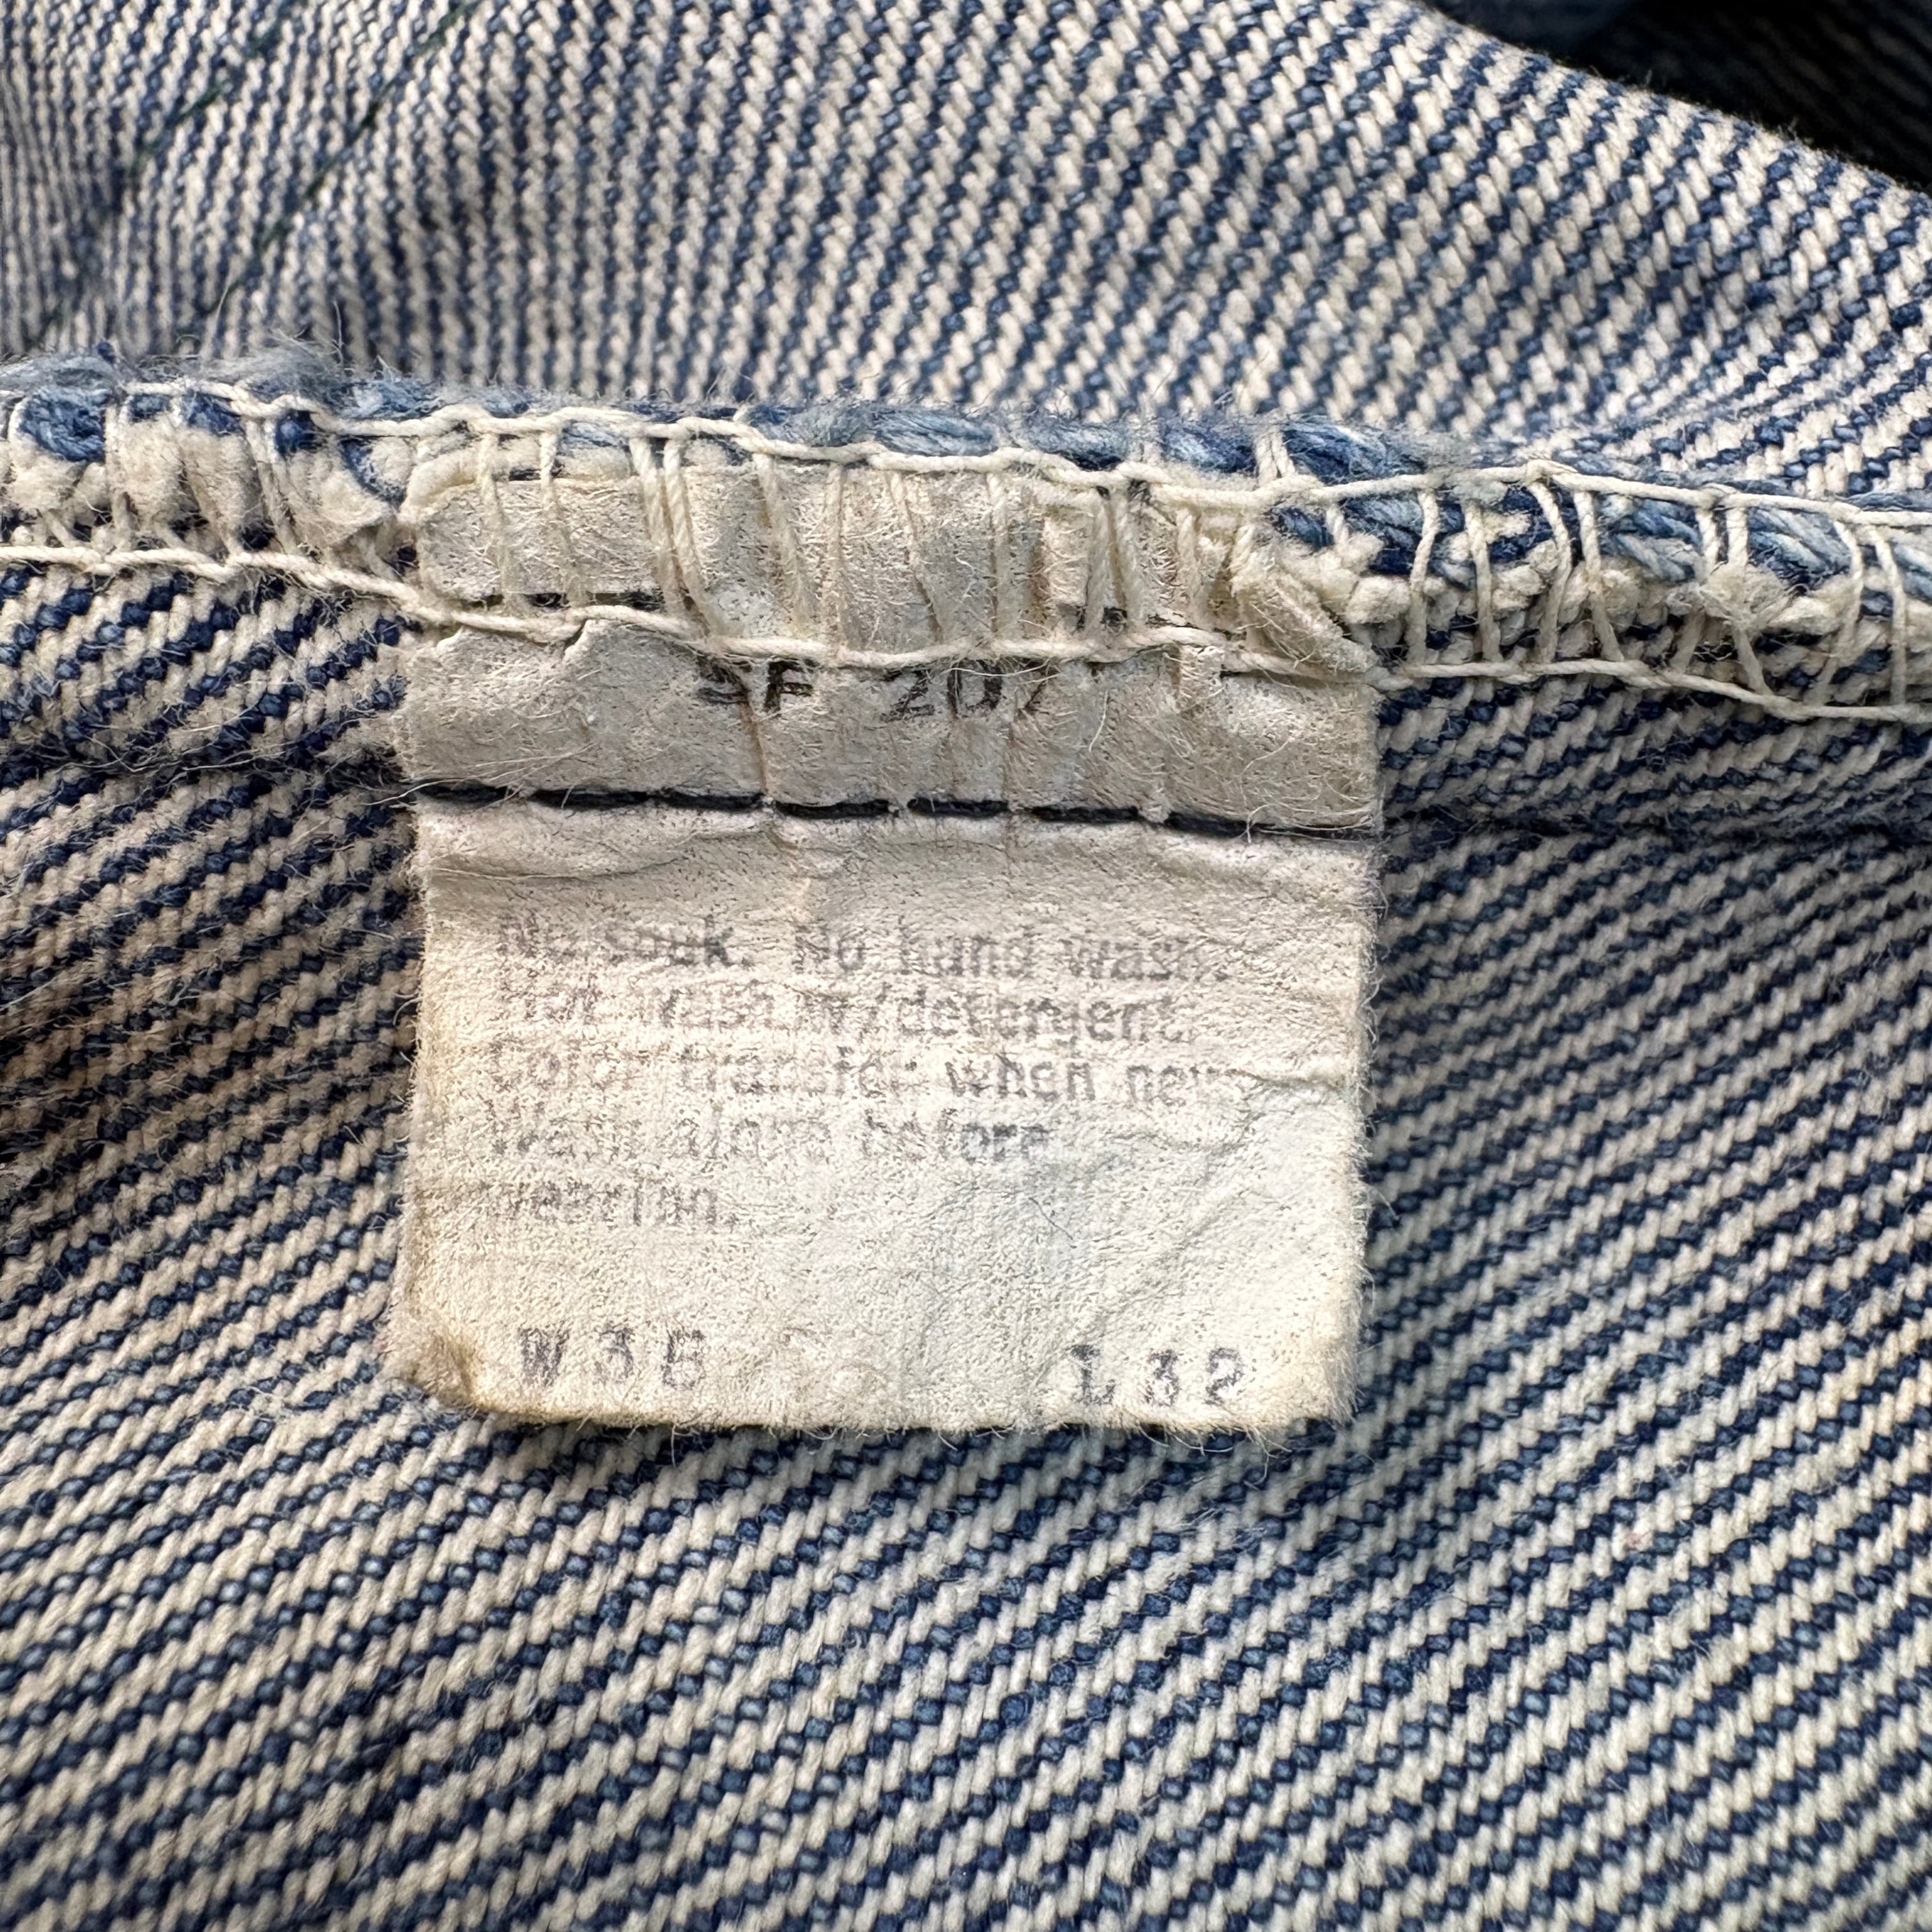 SF 207
No soak. No hand wash.
Hot wash w/detergent.
Color transfer when new
Wash alone before
wearing.
W36 L32